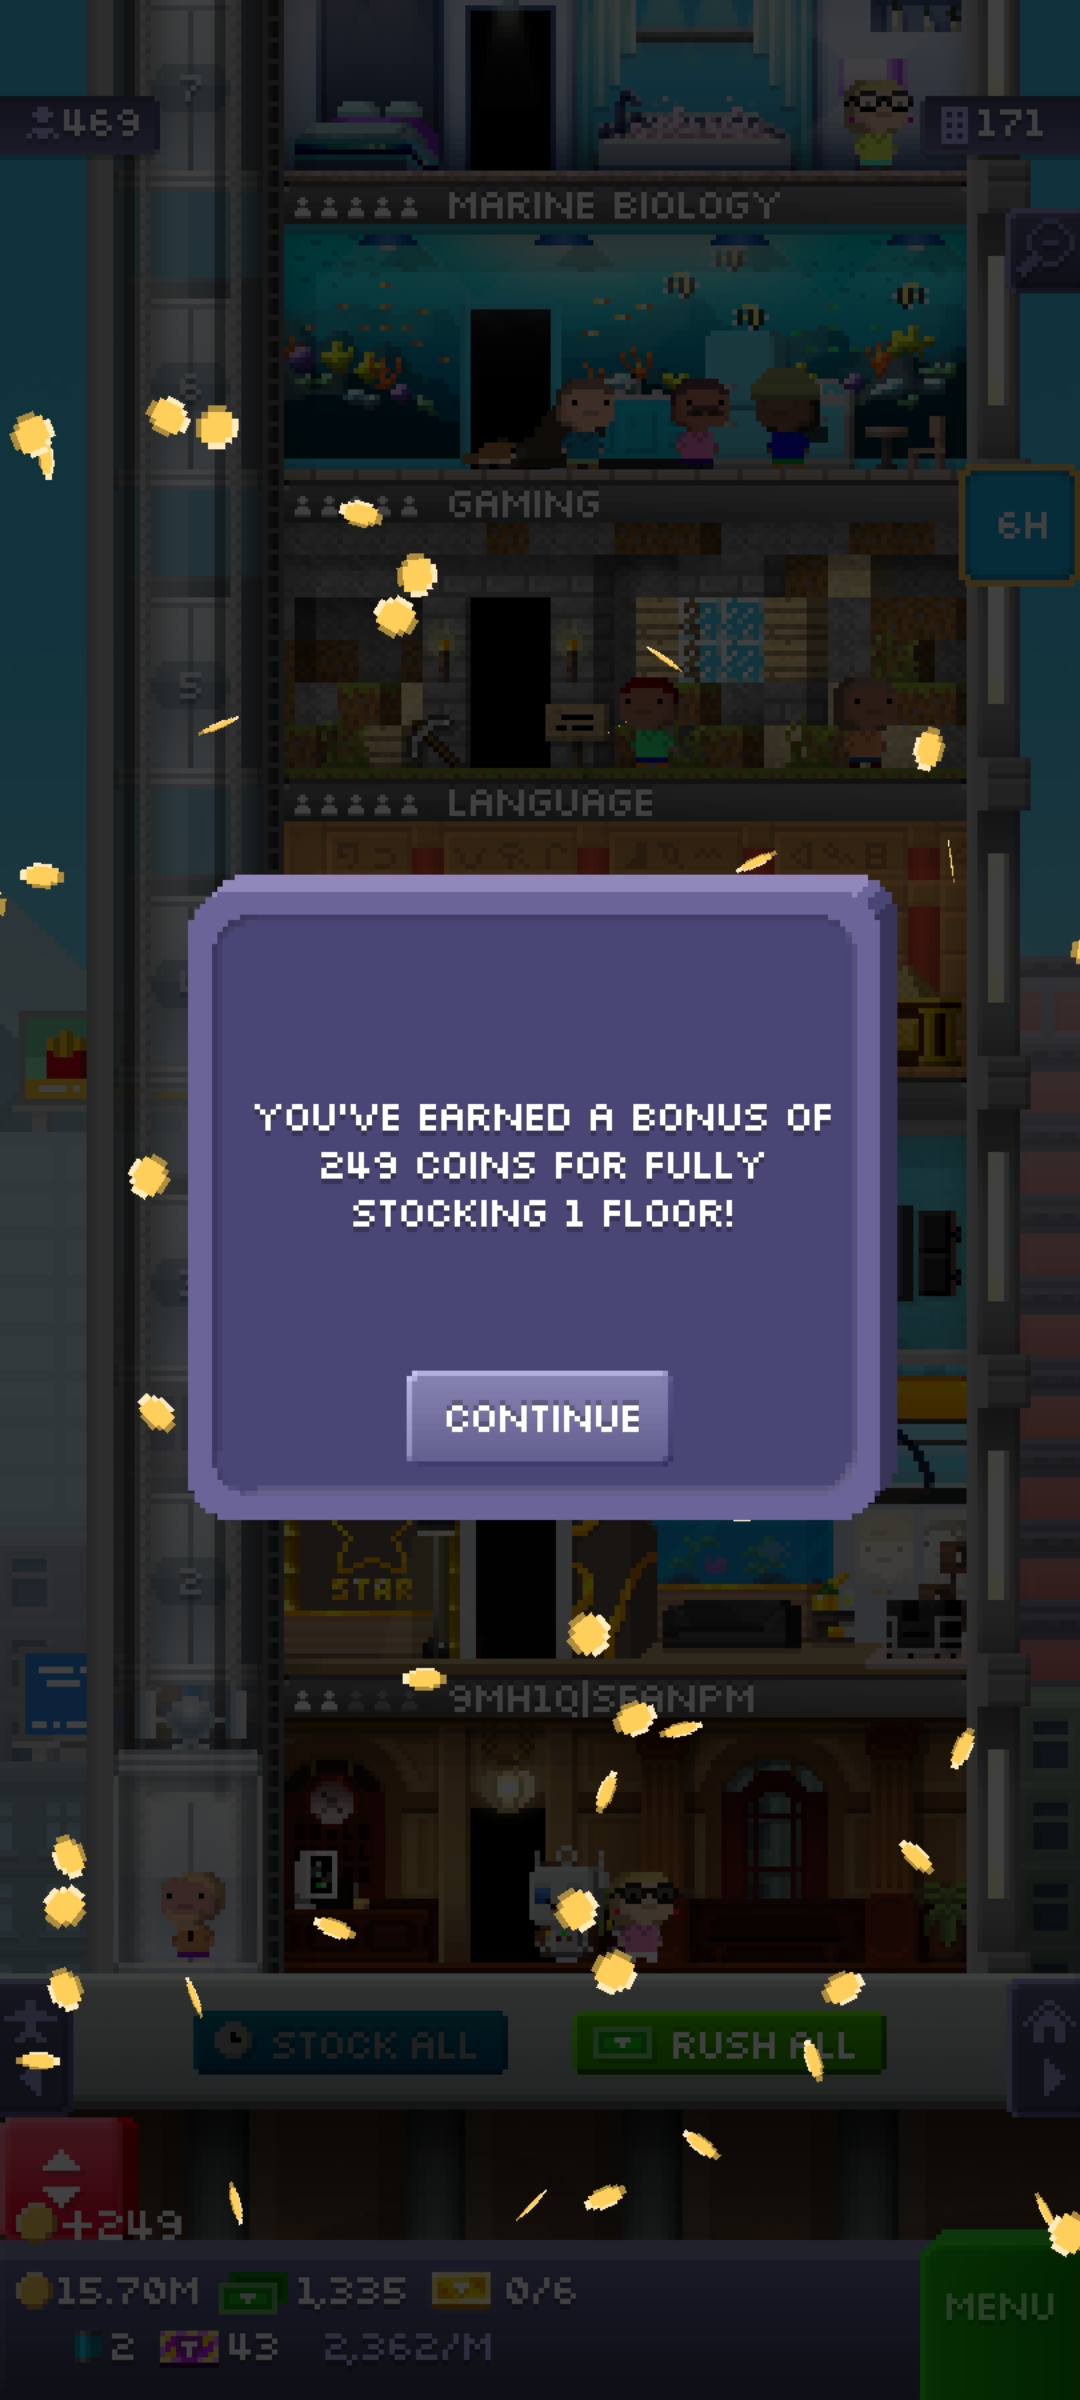 7
469
171
MARINE BIOLOGY
6
GAMING
6H
5
LANGUAGE
YOU'VE EARNED A BONUS OF
249 COINS FOR FULLY
STOCKING 1 FLOOR!
CONTINUE
2
STAR
9MH1Q|SEANPM
STOCK ALL
RUSH ALL
+249
15.70M
1,335
0/6
MENU
2
43
2,362/M